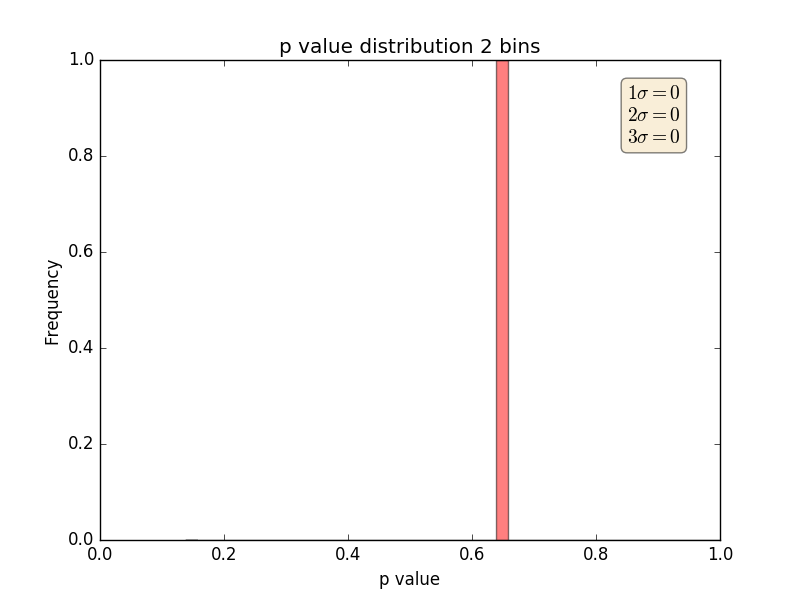 p value distribution 2 bins
1σ = 0
2σ = 0
3σ = 0
1.0
0.8
0.6
0.4
0.2
0.0
Frequency
0.0 0.2 0.4 0.6 0.8 1.0
p value